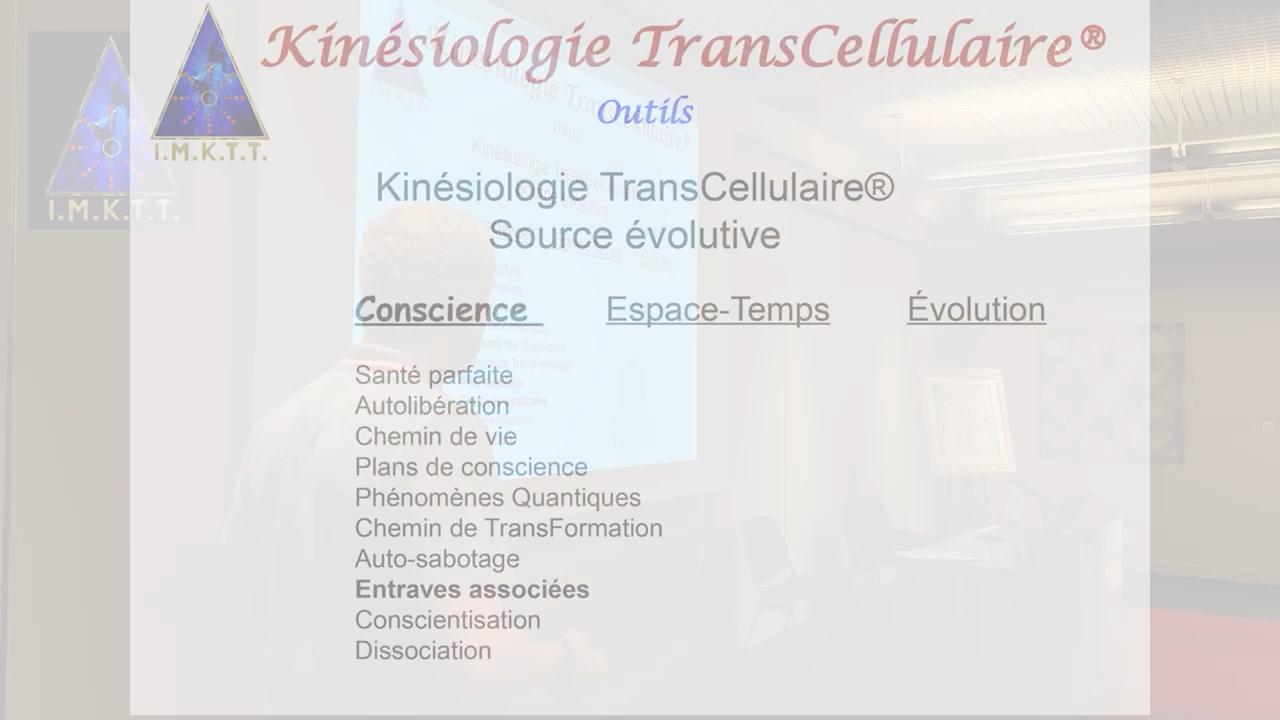 Kinésiologie TransCellulaire®
I.M.K.T.T.
Outils
I.M.K.T.T.
Kinésiologie TransCellulaire®
Source évolutive
Conscience Espace-Temps Évolution
Santé parfaite
Autolibération
Chemin de vie
Plans de conscience
Phénomènes Quantiques
Chemin de TransFormation
Auto-sabotage
Entraves associées
Conscientisation
Dissociation